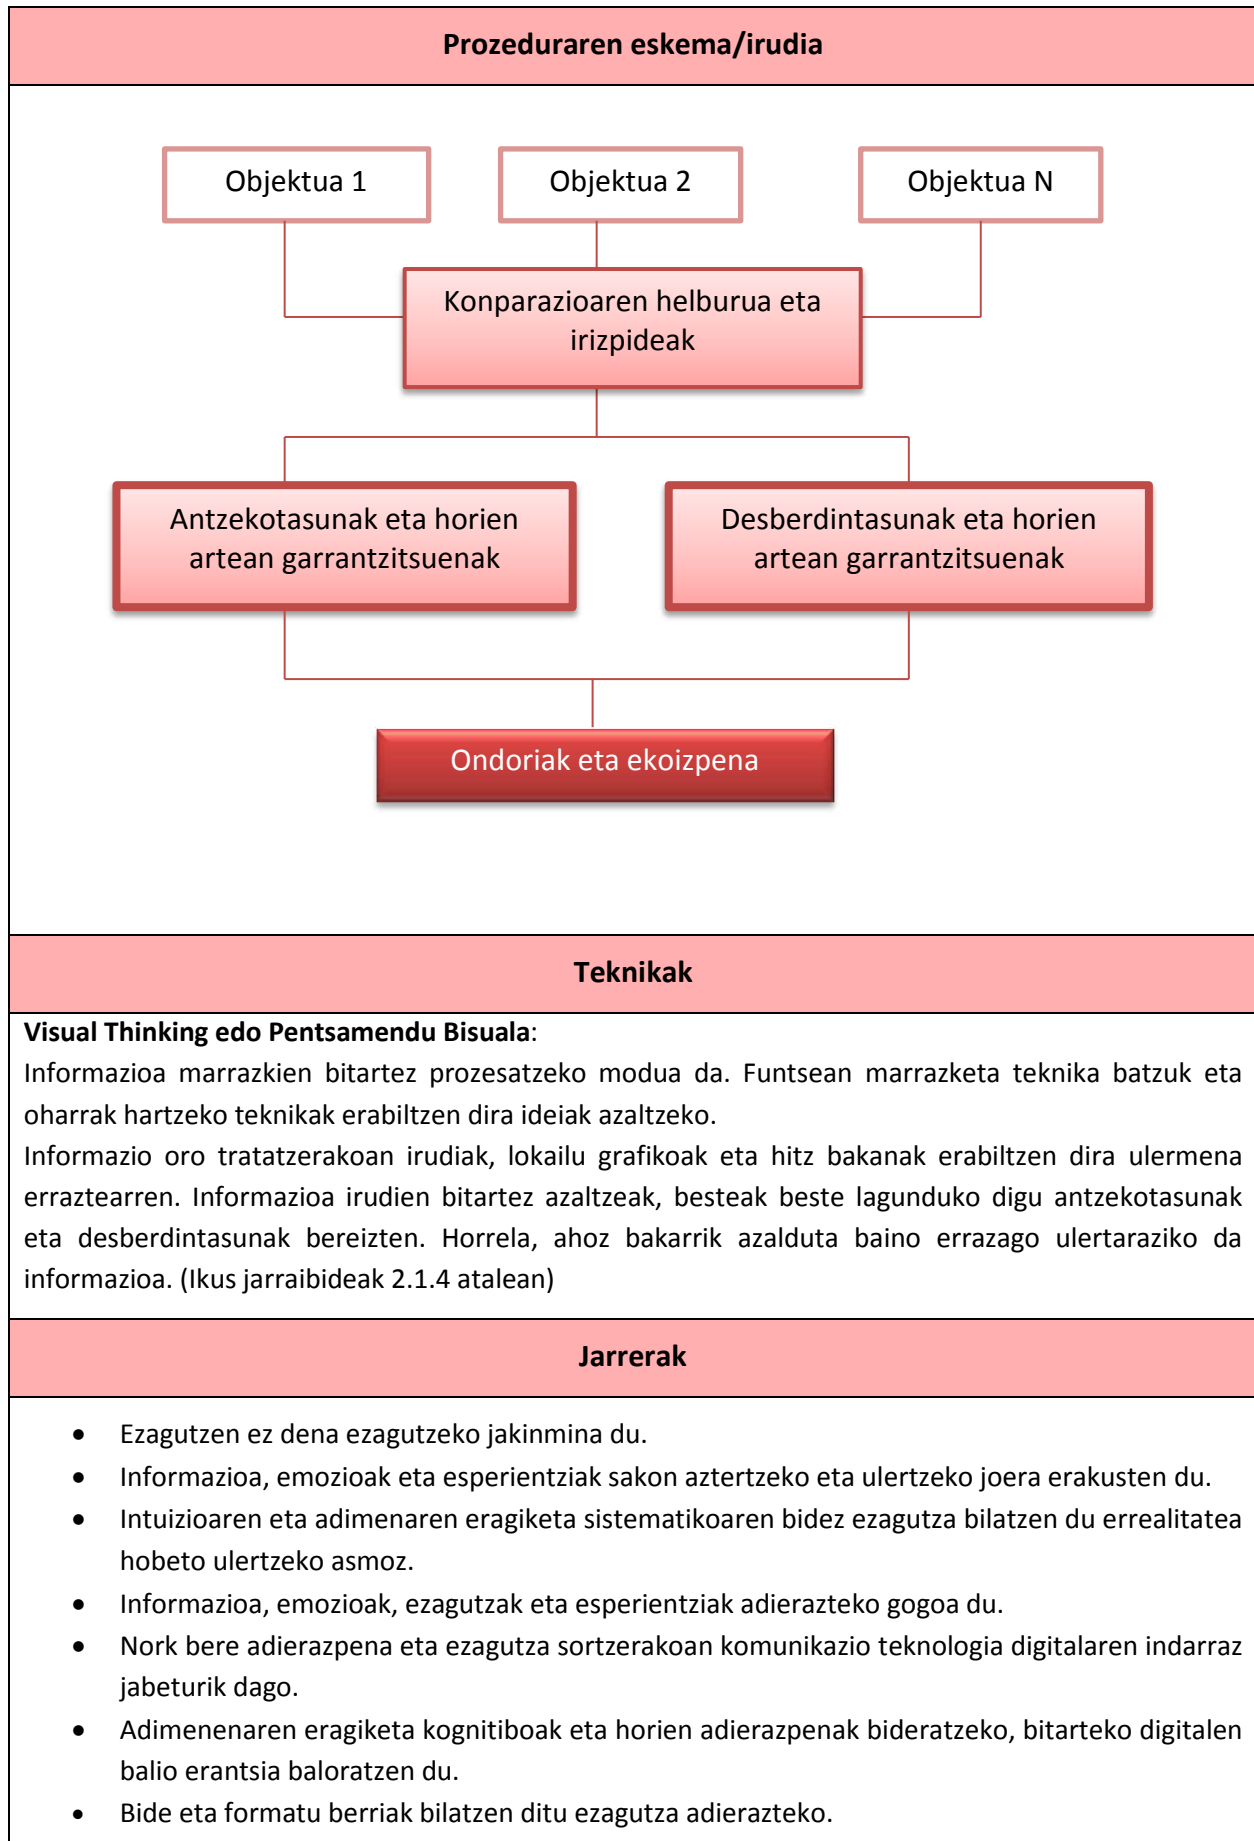 Prozeduraren eskema/irudia
Objektua 1
Objektua 2
Objektua N
Konparazioaren helburua eta
irizpideak
Antzekotasunak eta horien
artean garrantzitsuenak
Desberdintasunak eta horien
artean garrantzitsuenak
Ondoriak eta ekoizpena
Teknikak
Visual Thinking edo Pentsamendu Bisuala:
Informazioa marrazkien bitartez prozesatzeko modua da. Funtsean marrazketa teknika batzuk eta
oharrak hartzeko teknikak erabiltzen dira ideiak azaltzeko.
Informazio oro tratatzerakoan irudiak, lokailu grafikoak eta hitz bakanak erabiltzen dira ulermena
erraztearren. Informazioa irudien bitartez azaltzeak, besteak beste lagunduko digu antzekotasunak
eta desberdintasunak bereizten. Horrela, ahoz bakarrik azalduta baino errazago ulertaraziko da
informazioa. (Ikus jarraibideak 2.1.4 atalean)
Jarrerak
• Ezagutzen ez dena ezagutzeko jakinmina du.
• Informazioa, emozioak eta esperientziak sakon aztertzeko eta ulertzeko joera erakusten du.
• Intuizioaren eta adimenaren eragiketa sistematikoaren bidez ezagutza bilatzen du errealitatea
hobeto ulertzeko asmoz.
• Informazioa, emozioak, ezagutzak eta esperientziak adierazteko gogoa du.
• Nork bere adierazpena eta ezagutza sortzerakoan komunikazio teknologia digitalaren indarraz
jabeturik dago.
• Adimenenaren eragiketa kognitiboak eta horien adierazpenak bideratzeko, bitarteko digitalen
balio erantsia baloratzen du.
• Bide eta formatu berriak bilatzen ditu ezagutza adierazteko.